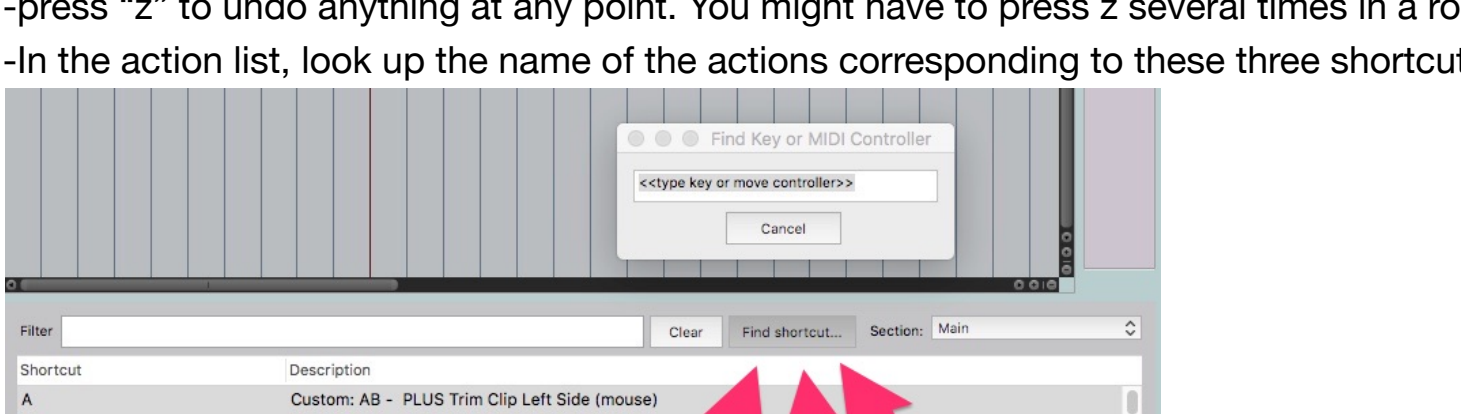 -press “z” to undo anything at any point. You might have to press z several times in a ro
-In the action list, look up the name of the actions corresponding to these three shortcut
Find Key or MIDI Controller
<<type key or move controller>>
Cancel
Filter Clear Find shortcut... Section: Main
Shortcut Description
A Custom: AB - PLUS Trim Clip Left Side (mouse)